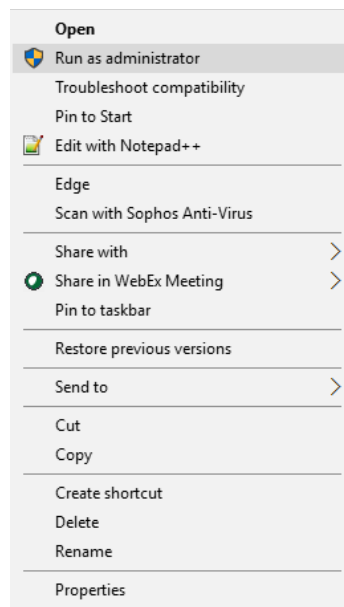 Open
Run as administrator
Troubleshoot compatibility
Pin to Start
Edit with Notepad++
Edge
Scan with Sophos Anti-Virus
Share with
Share in WebEx Meeting
Pin to taskbar
Restore previous versions
Send to
Cut
Copy
Create shortcut
Delete
Rename
Properties